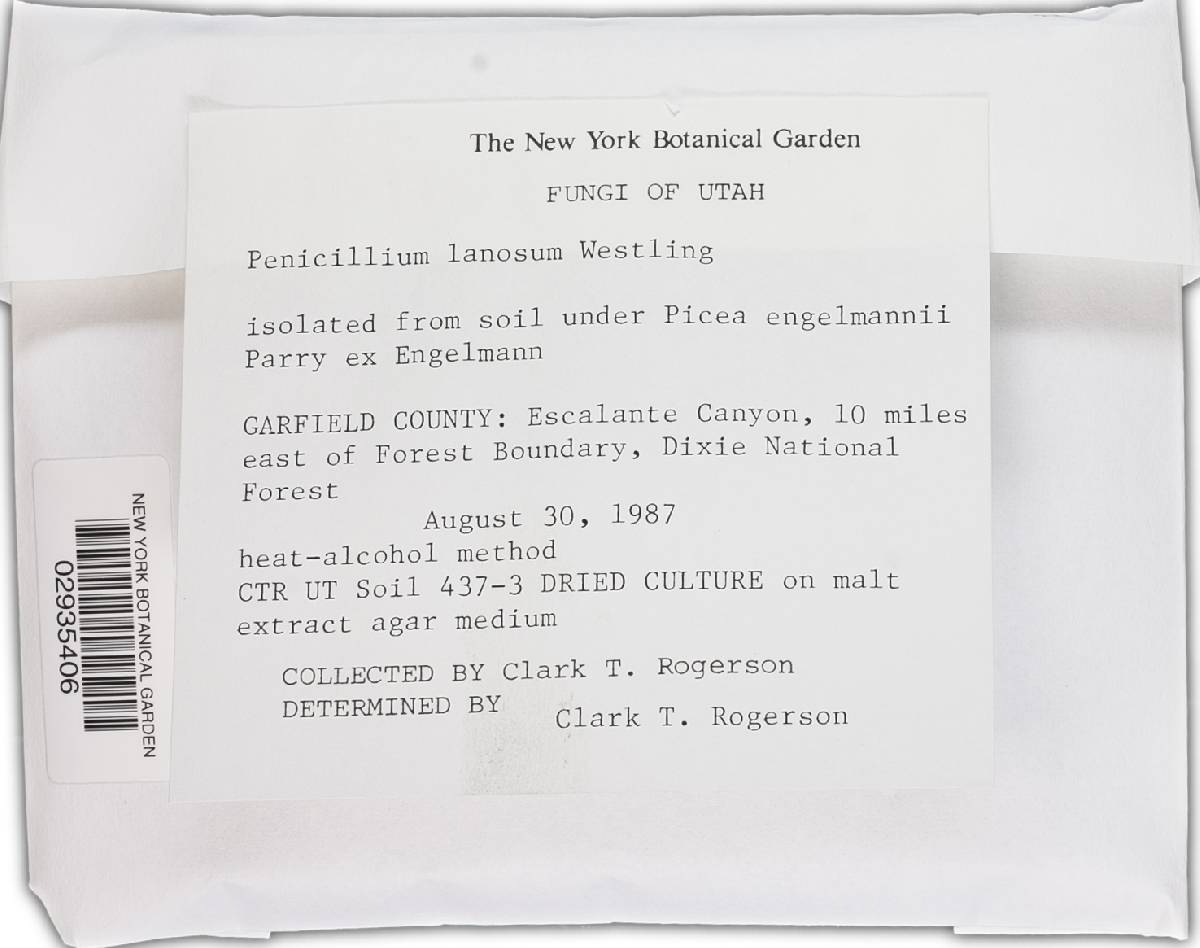 The New York Botanical Garden
FUNGI OF UTAH
Penicillium lanosum Westling
isolated from soil under Picea engelmannii
Parry ex Engelmann
GARFIELD COUNTY: Escalante Canyon, 10 miles
east of Forest Boundary, Dixie National
Forest
August 30, 1987
heat-alcohol method
CTR UT Soil 437-3 DRIED CULTURE on malt
extract agar medium
COLLECTED BY Clark T. Rogerson
DETERMINED BY Clark T. Rogerson
NEW YORK BOTANICAL GARDEN
02935406